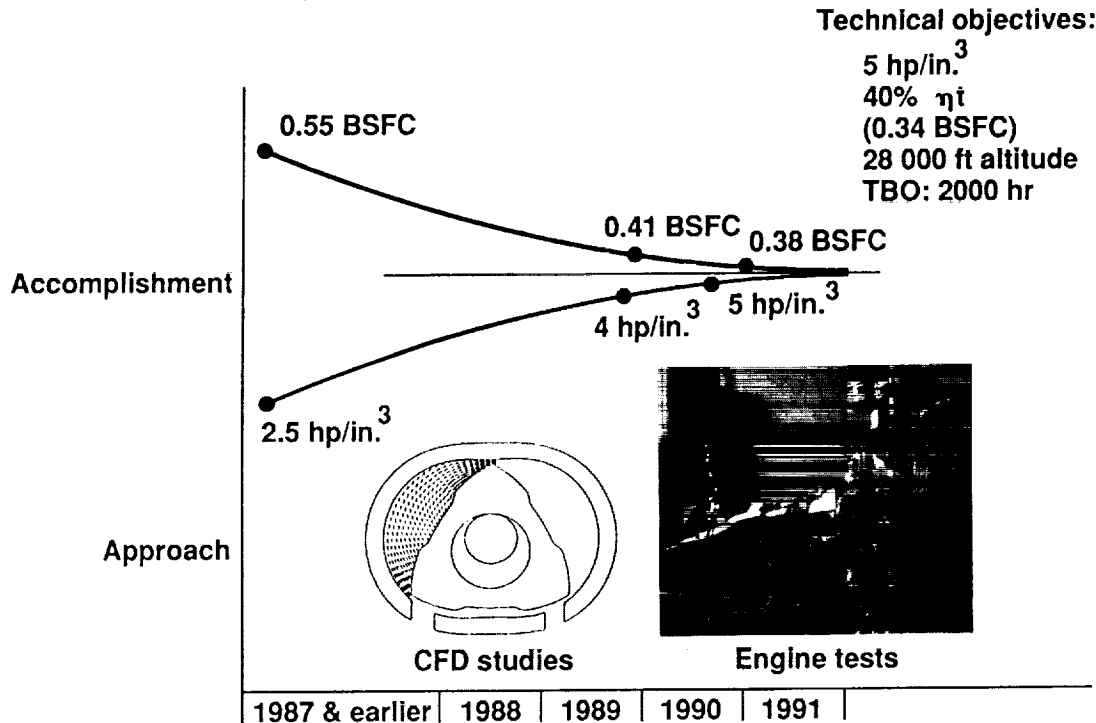 Technical objectives:
5 hp/in.³
40% ηt
(0.34 BSFC)
28 000 ft altitude
TBO: 2000 hr
0.55 BSFC
0.41 BSFC
0.38 BSFC
Accomplishment
4 hp/in.³
5 hp/in.³
2.5 hp/in.³
Approach
CFD studies
Engine tests
1987 & earlier 1988 1989 1990 1991